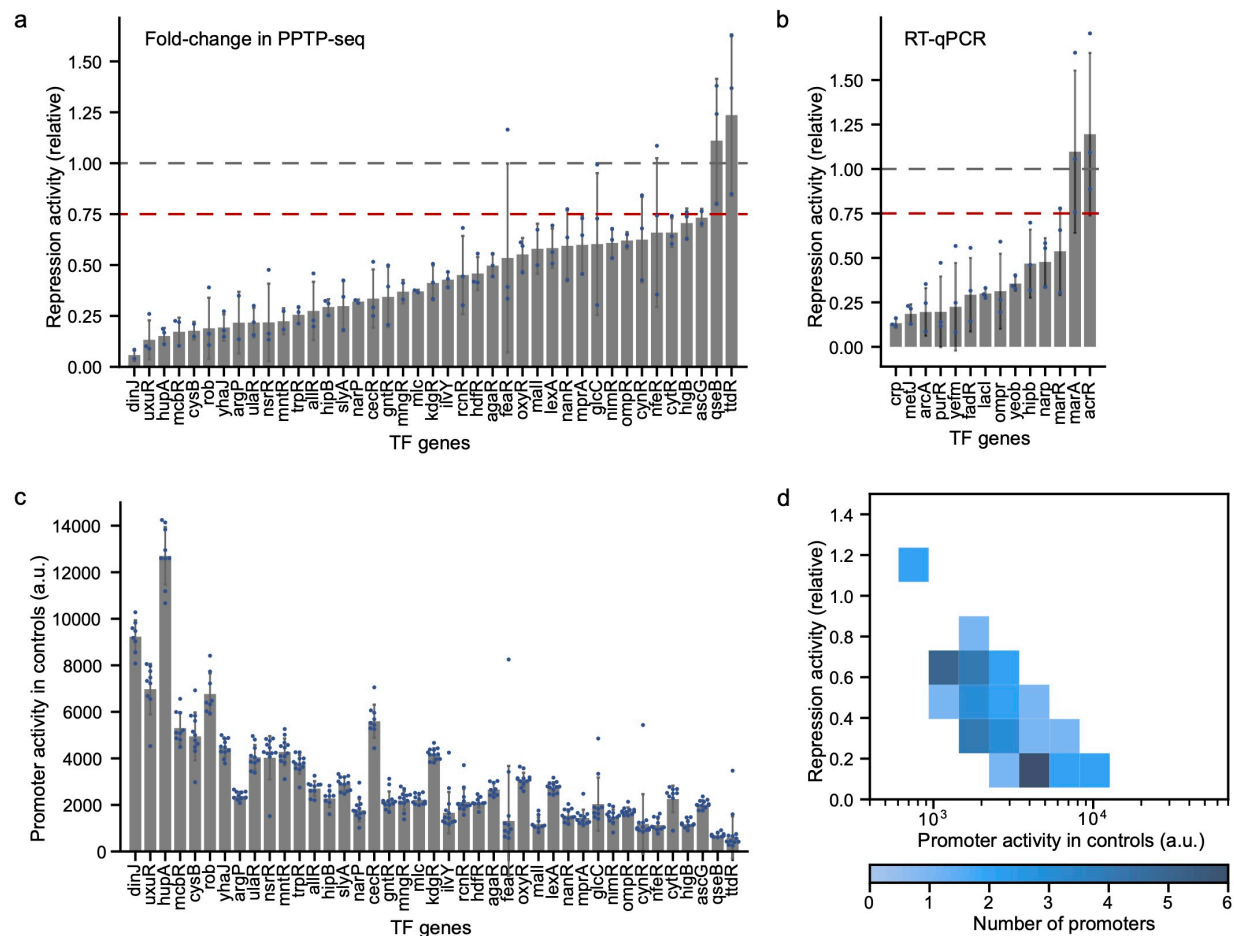 a
Fold-change in PPTP-seq
Repression activity (relative)
1.50
1.25
1.00
0.75
0.50
0.25
0.00
dinJ
uxuR
hupA
mcbR
cysB
rob
yhaJ
argP
ulaR
nsrR
mntR
trpR
allR
hipB
slyA
narP
cecR
gntR
mngR
mlc
kdgR
ilvY
rcnR
hdfR
agaR
feaR
oxyR
malI
lexA
nanR
mprA
glcC
nimR
ompR
cynR
nfeR
cytR
higB
ascG
qseB
ttdR
TF genes
b
RT-qPCR
Repression activity (relative)
1.50
1.25
1.00
0.75
0.50
0.25
0.00
crp
metJ
arcA
purR
yefm
fadR
lacI
ompr
yeob
hipb
narp
marR
marA
acrR
TF genes
c
Promoter activity in controls (a.u.)
14000
12000
10000
8000
6000
4000
2000
0
dinJ
uxuR
hupA
mcbR
cysB
rob
yhaJ
argP
ulaR
nsrR
mntR
trpR
allR
hipB
slyA
narP
cecR
gntR
mngR
mlc
kdgR
ilvY
rcnR
hdfR
agaR
feaR
oxyR
malI
lexA
nanR
mprA
glcC
nimR
ompR
cynR
nfeR
cytR
higB
ascG
qseB
ttdR
TF genes
d
Repression activity (relative)
1.4
1.2
1.0
0.8
0.6
0.4
0.2
0.0
10³
10⁴
Promoter activity in controls (a.u.)
0 1 2 3 4 5 6
Number of promoters